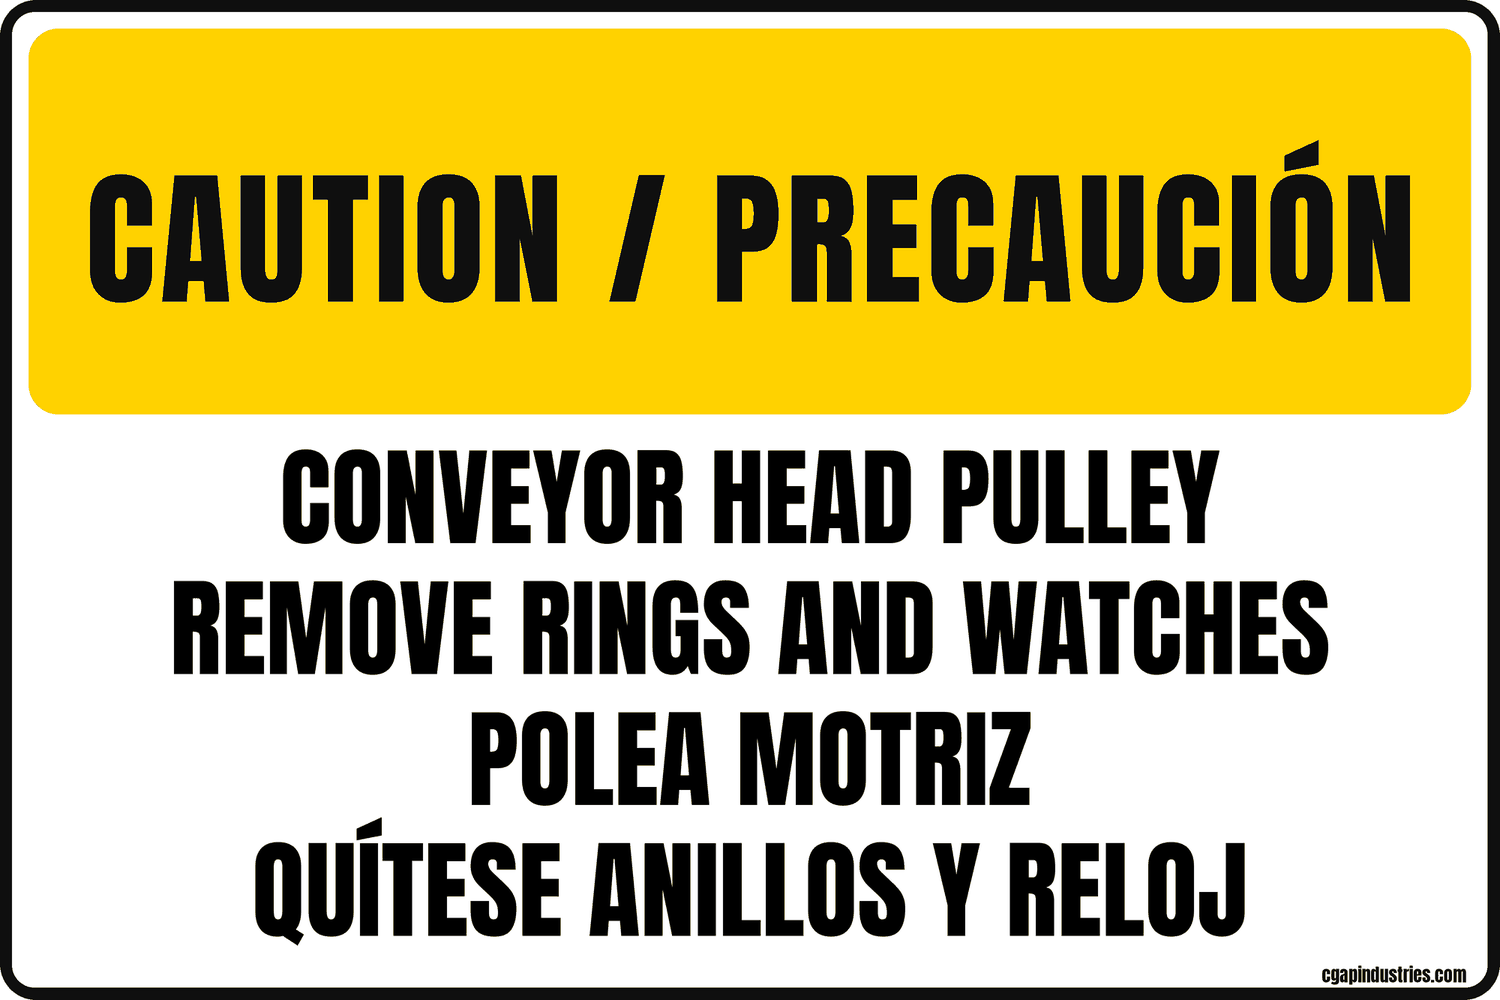 CAUTION / PRECAUCIÓN
CONVEYOR HEAD PULLEY
REMOVE RINGS AND WATCHES
POLEA MOTRIZ
QUÍTESE ANILLOS Y RELOJ
cgapindustries.com